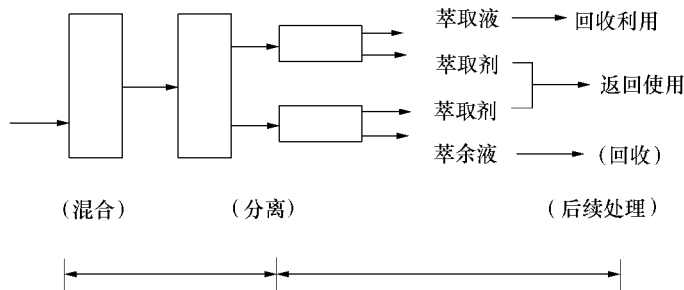 萃取液 回收利用
萃取剂
返回使用
萃取剂
萃余液 (回收)
(混合) (分离) (后续处理)